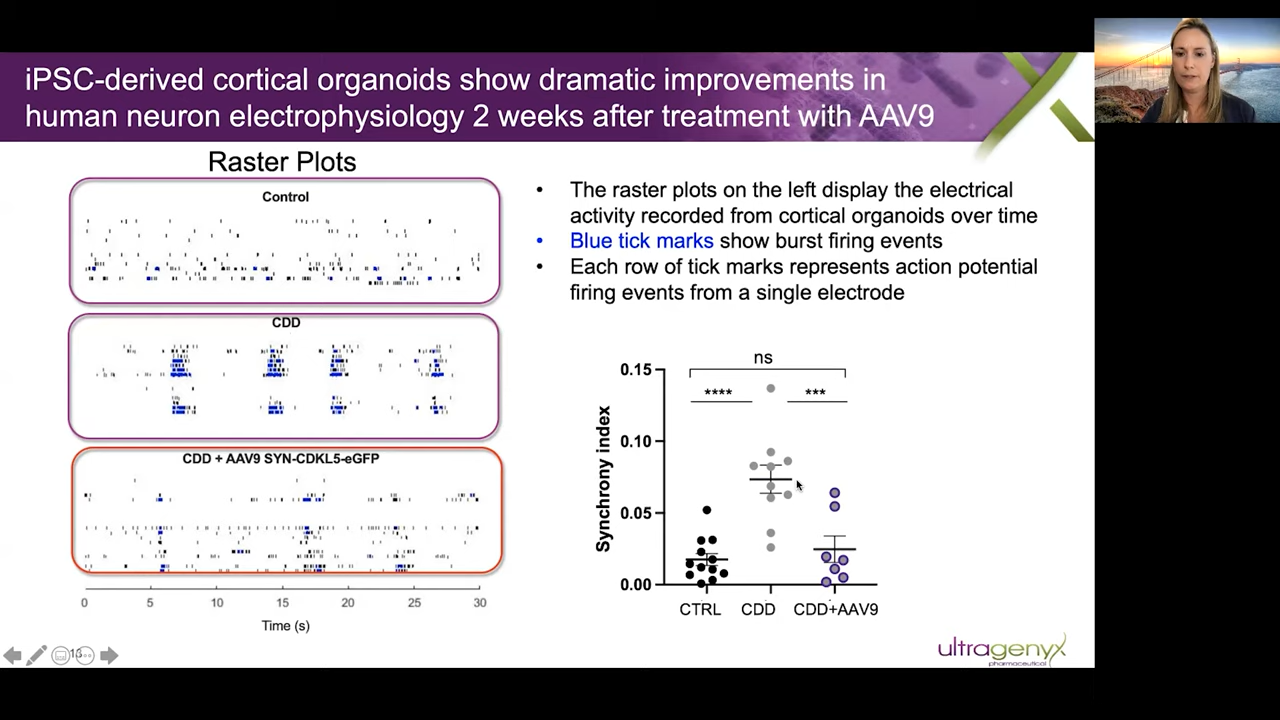 iPSC-derived cortical organoids show dramatic improvements in
human neuron electrophysiology 2 weeks after treatment with AAV9
Raster Plots
Control
CDD
CDD + AAV9 SYN-CDKL5-eGFP
0 5 10 15 20 25 30
Time (s)
• The raster plots on the left display the electrical
activity recorded from cortical organoids over time
• Blue tick marks show burst firing events
• Each row of tick marks represents action potential
firing events from a single electrode
ns
**** ***
0.15
0.10
0.05
0.00
Synchrony index
CTRL CDD CDD+AAV9
13
ultragenyx
pharmaceutical